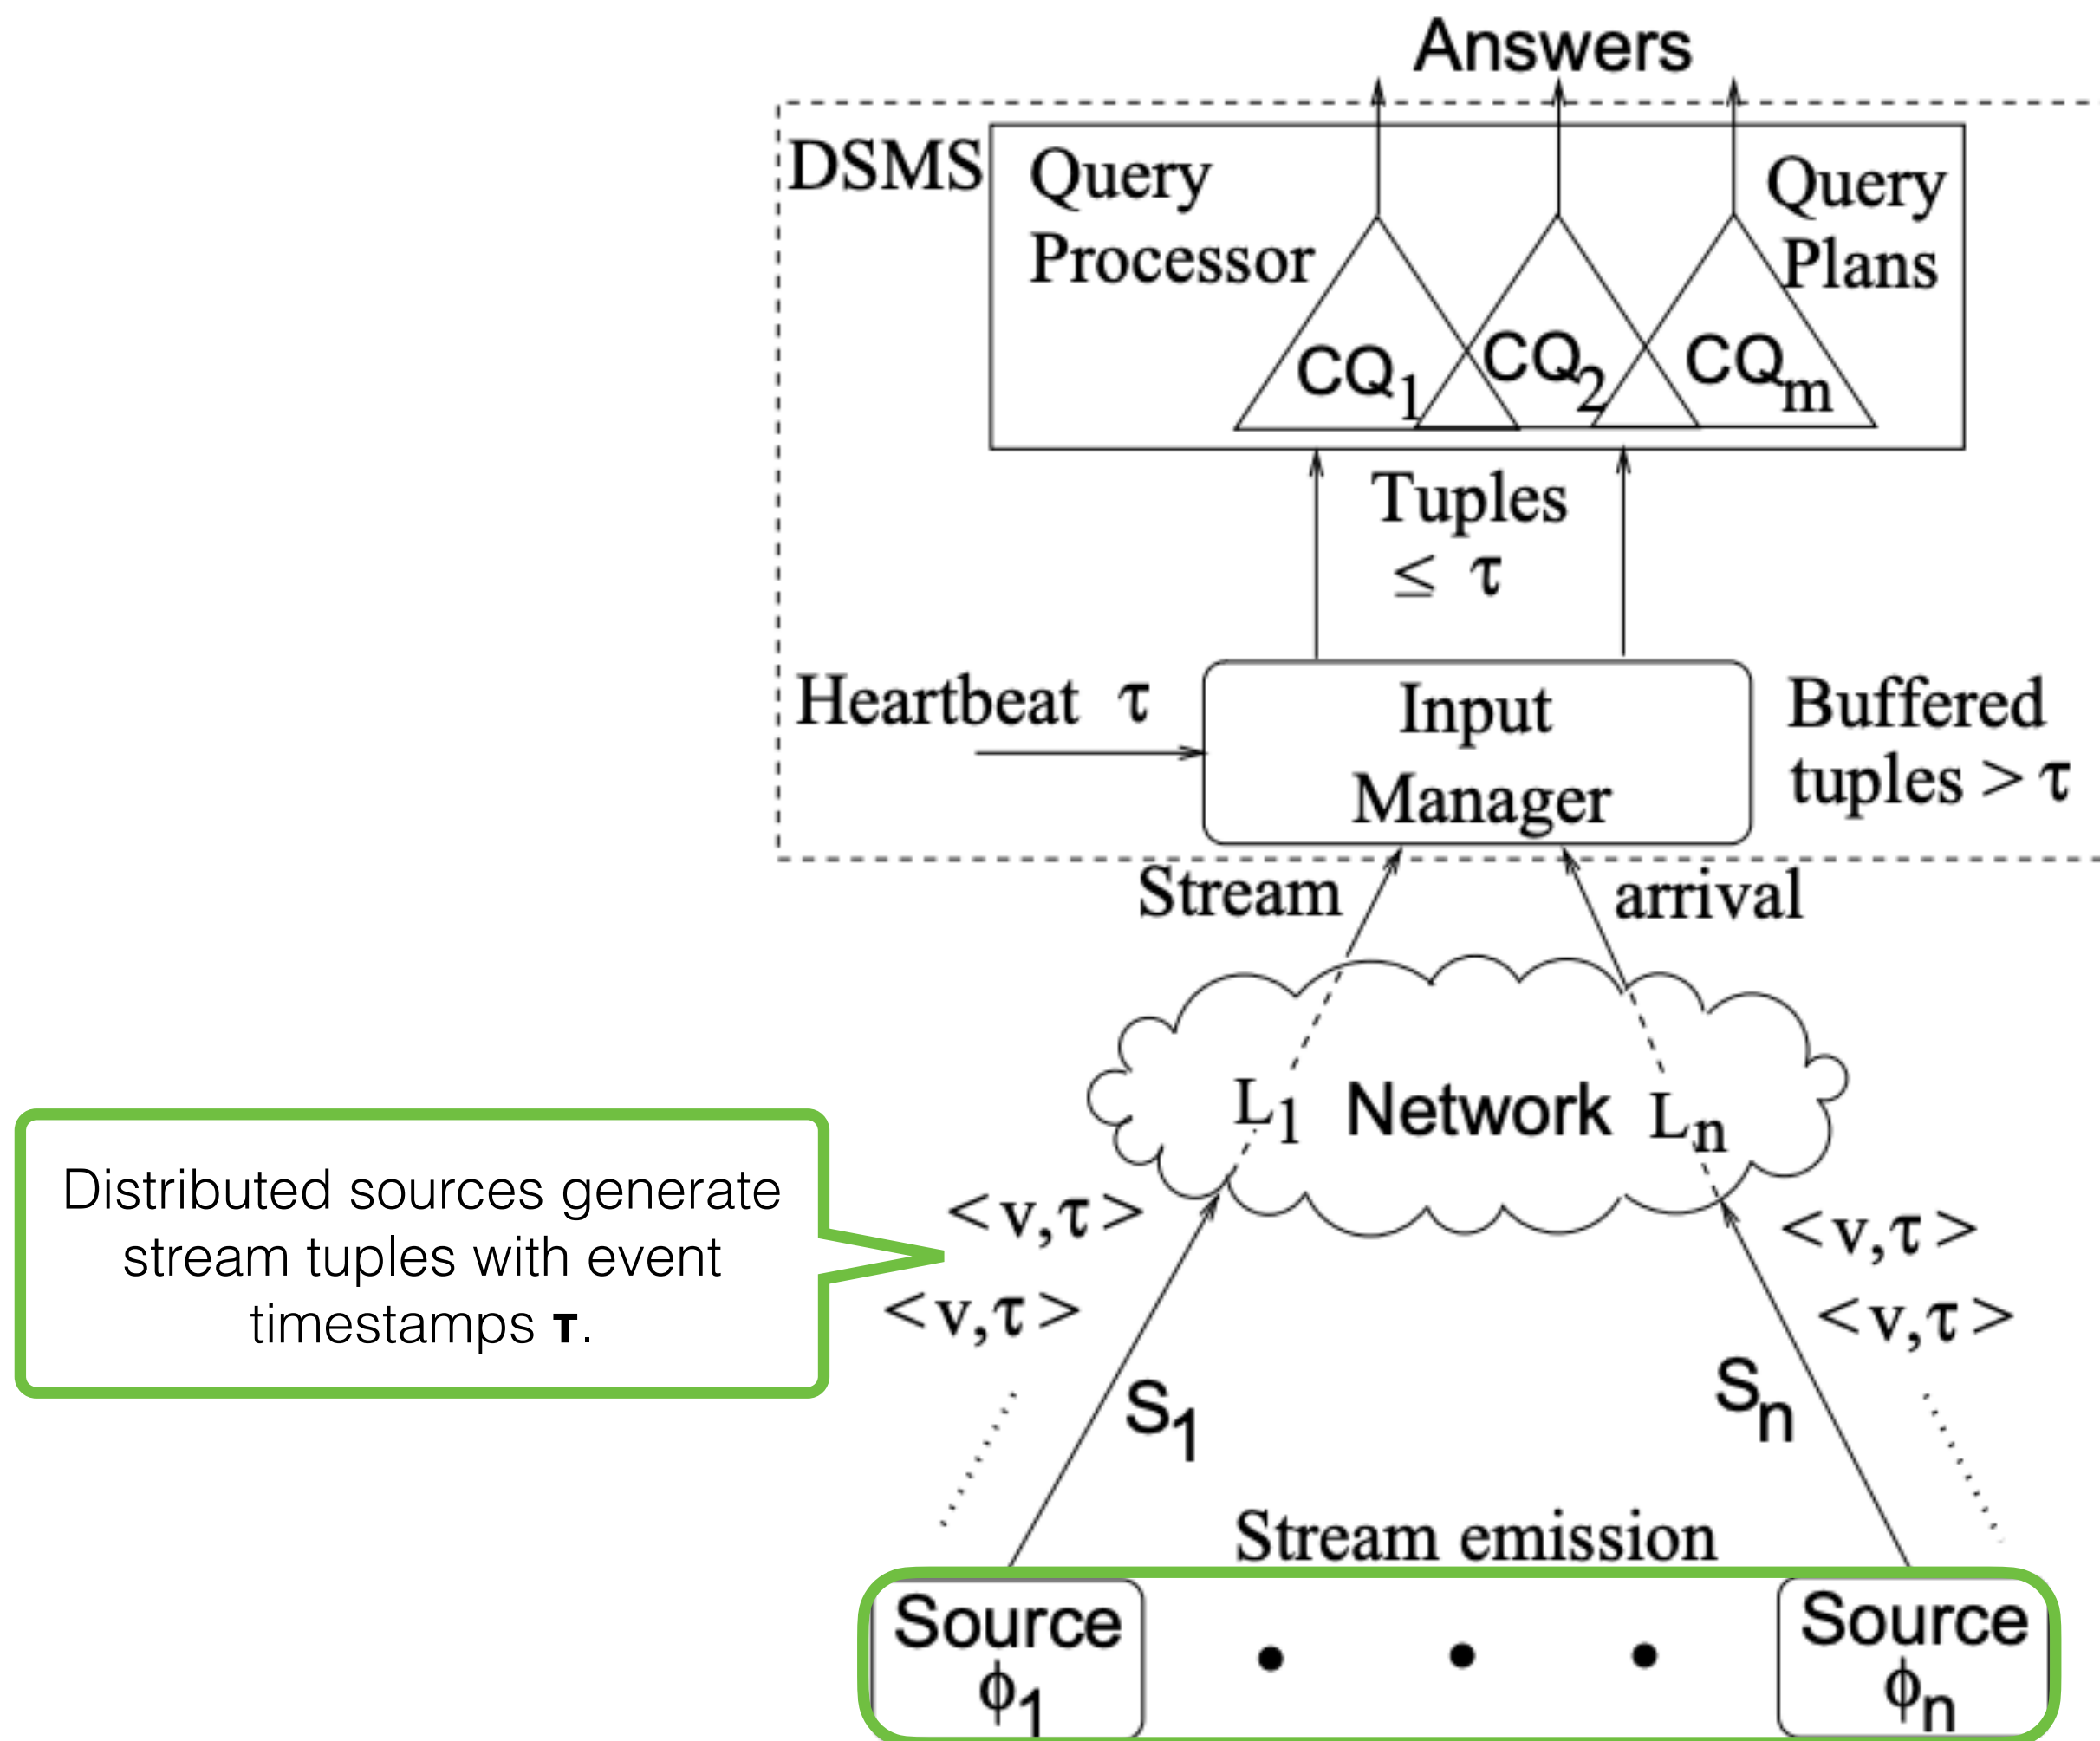 Answers
DSMS
Query
Processor
Query
Plans
CQ1
CQ2
CQm
Tuples
≤ τ
Heartbeat τ
Input
Manager
Buffered
tuples > τ
Stream
arrival
L1
Network
Ln
Distributed sources generate
stream tuples with event
timestamps τ.
<v,τ>
<v,τ>
<v,τ>
<v,τ>
S1
Sn
Stream emission
Source
ϕ1
Source
ϕn